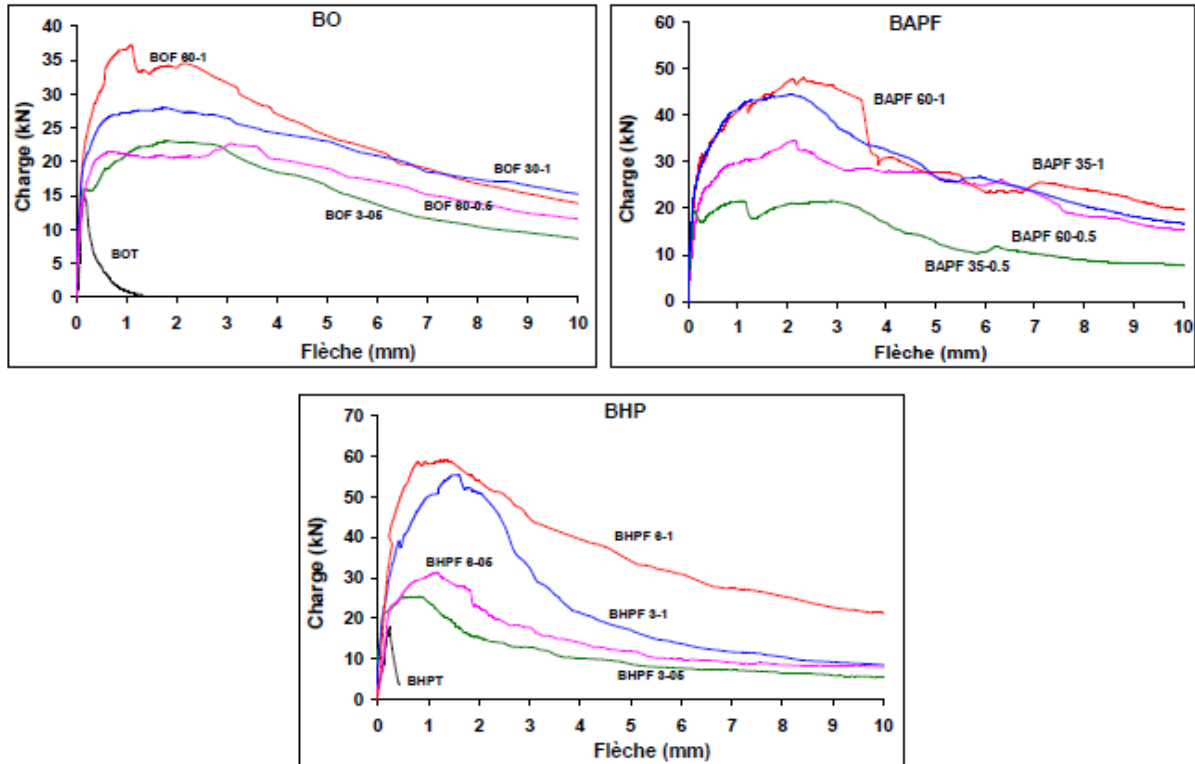 BO
40
35
30
25
20
15
10
5
0
Charge (kN)
BOF 60-1
BOF 30-1
BOF 60-0.5
BOF 3-05
BOT
0 1 2 3 4 5 6 7 8 9 10
Flèche (mm)
BAPF
60
50
40
30
20
10
0
Charge (kN)
BAPF 60-1
BAPF 35-1
BAPF 60-0.5
BAPF 35-0.5
0 1 2 3 4 5 6 7 8 9 10
Flèche (mm)
BHP
70
60
50
40
30
20
10
0
Charge (kN)
BHPF 6-1
BHPF 6-05
BHPF 3-1
BHPF 3-05
BHPT
0 1 2 3 4 5 6 7 8 9 10
Flèche (mm)